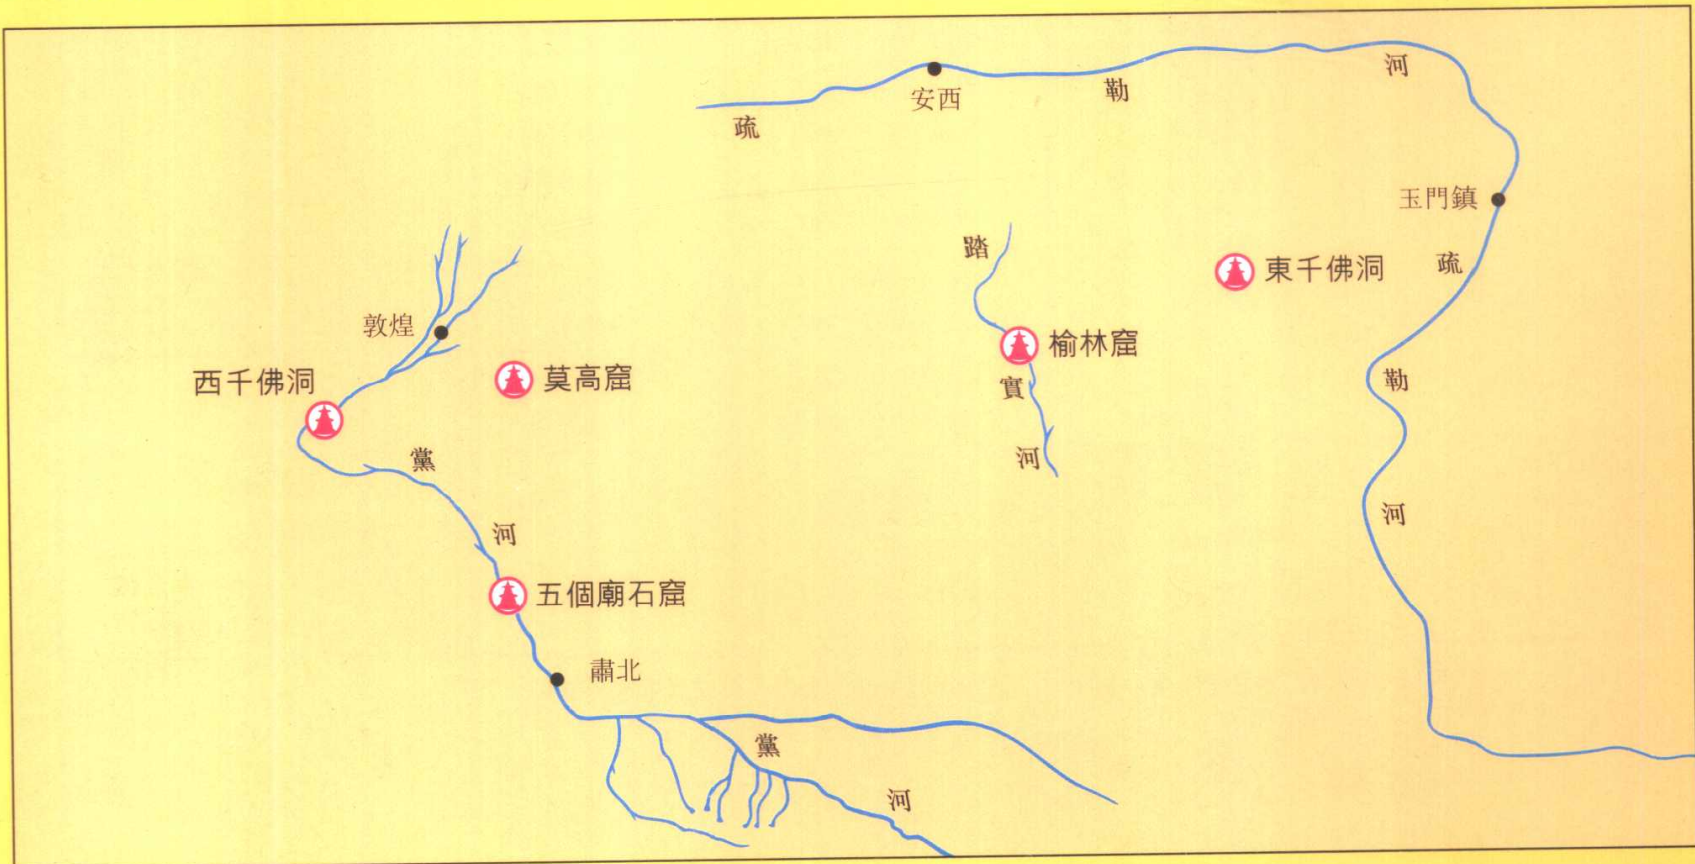 疏勒河
安西
玉門鎮
疏勒河
踏實河
東千佛洞
榆林窟
敦煌
莫高窟
西千佛洞
黨河
五個廟石窟
肅北
黨河